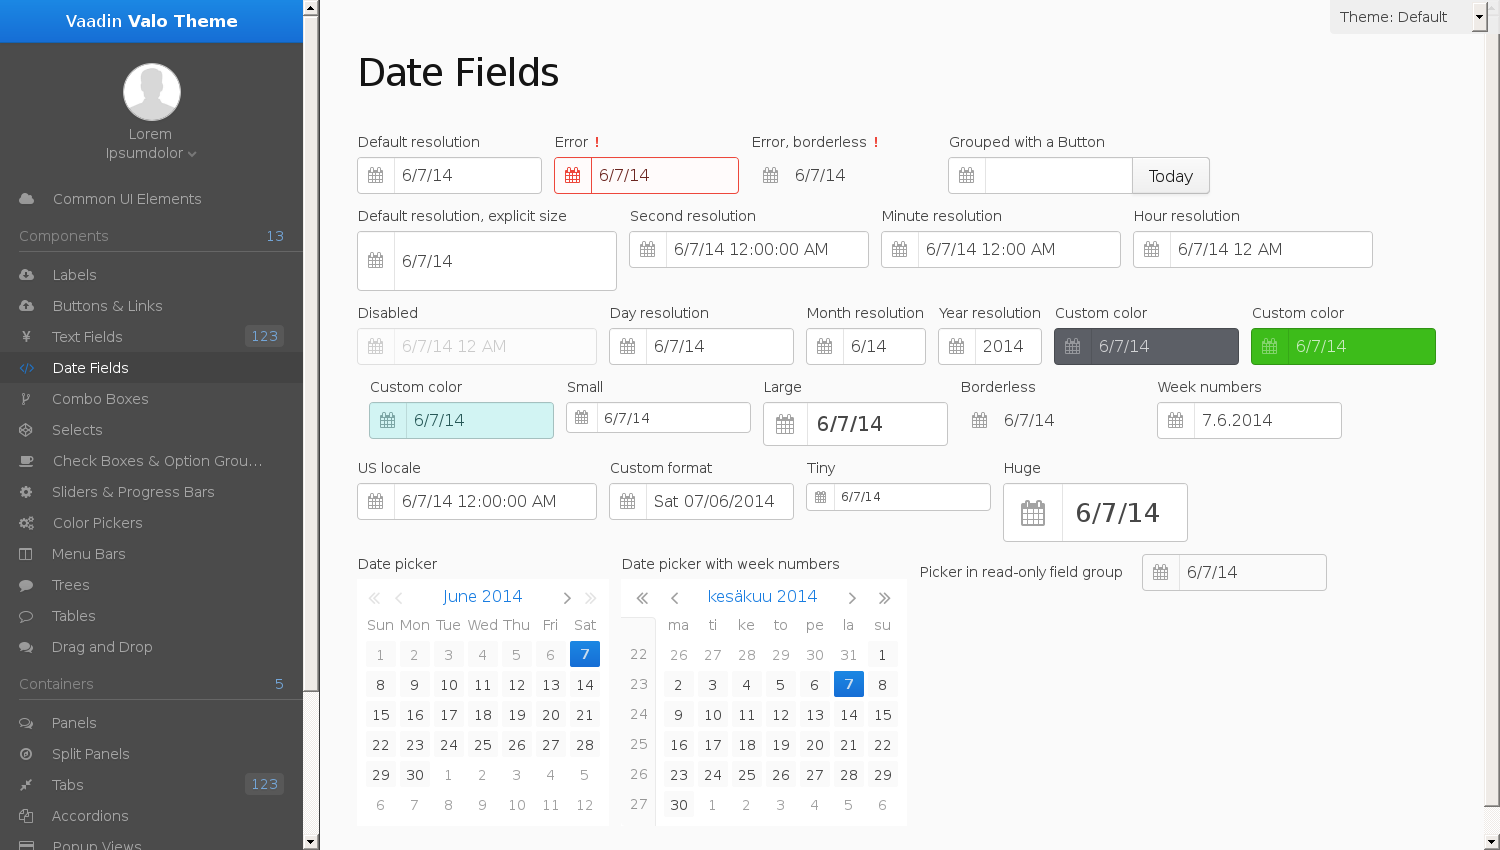 Vaadin Valo Theme
Lorem
Ipsumdolor
Common UI Elements
Components 13
Labels
Buttons & Links
Text Fields 123
Date Fields
Combo Boxes
Selects
Check Boxes & Option Grou...
Sliders & Progress Bars
Color Pickers
Menu Bars
Trees
Tables
Drag and Drop
Containers 5
Panels
Split Panels
Tabs 123
Accordions
Popup Views
Theme: Default
Date Fields
Default resolution Error ! Error, borderless ! Grouped with a Button
6/7/14 6/7/14 6/7/14 Today
Default resolution, explicit size Second resolution Minute resolution Hour resolution
6/7/14 6/7/14 12:00:00 AM 6/7/14 12:00 AM 6/7/14 12 AM
Disabled Day resolution Month resolution Year resolution Custom color Custom color
6/7/14 12 AM 6/7/14 6/14 2014 6/7/14 6/7/14
Custom color Small Large Borderless Week numbers
6/7/14 6/7/14 6/7/14 6/7/14 7.6.2014
US locale Custom format Tiny Huge
6/7/14 12:00:00 AM Sat 07/06/2014 6/7/14 6/7/14
Date picker
June 2014
Sun Mon Tue Wed Thu Fri Sat
1 2 3 4 5 6 7
8 9 10 11 12 13 14
15 16 17 18 19 20 21
22 23 24 25 26 27 28
29 30 1 2 3 4 5
6 7 8 9 10 11 12
Date picker with week numbers
kesäkuu 2014
ma ti ke to pe la su
22 26 27 28 29 30 31 1
23 2 3 4 5 6 7 8
24 9 10 11 12 13 14 15
25 16 17 18 19 20 21 22
26 23 24 25 26 27 28 29
27 30 1 2 3 4 5 6
Picker in read-only field group 6/7/14